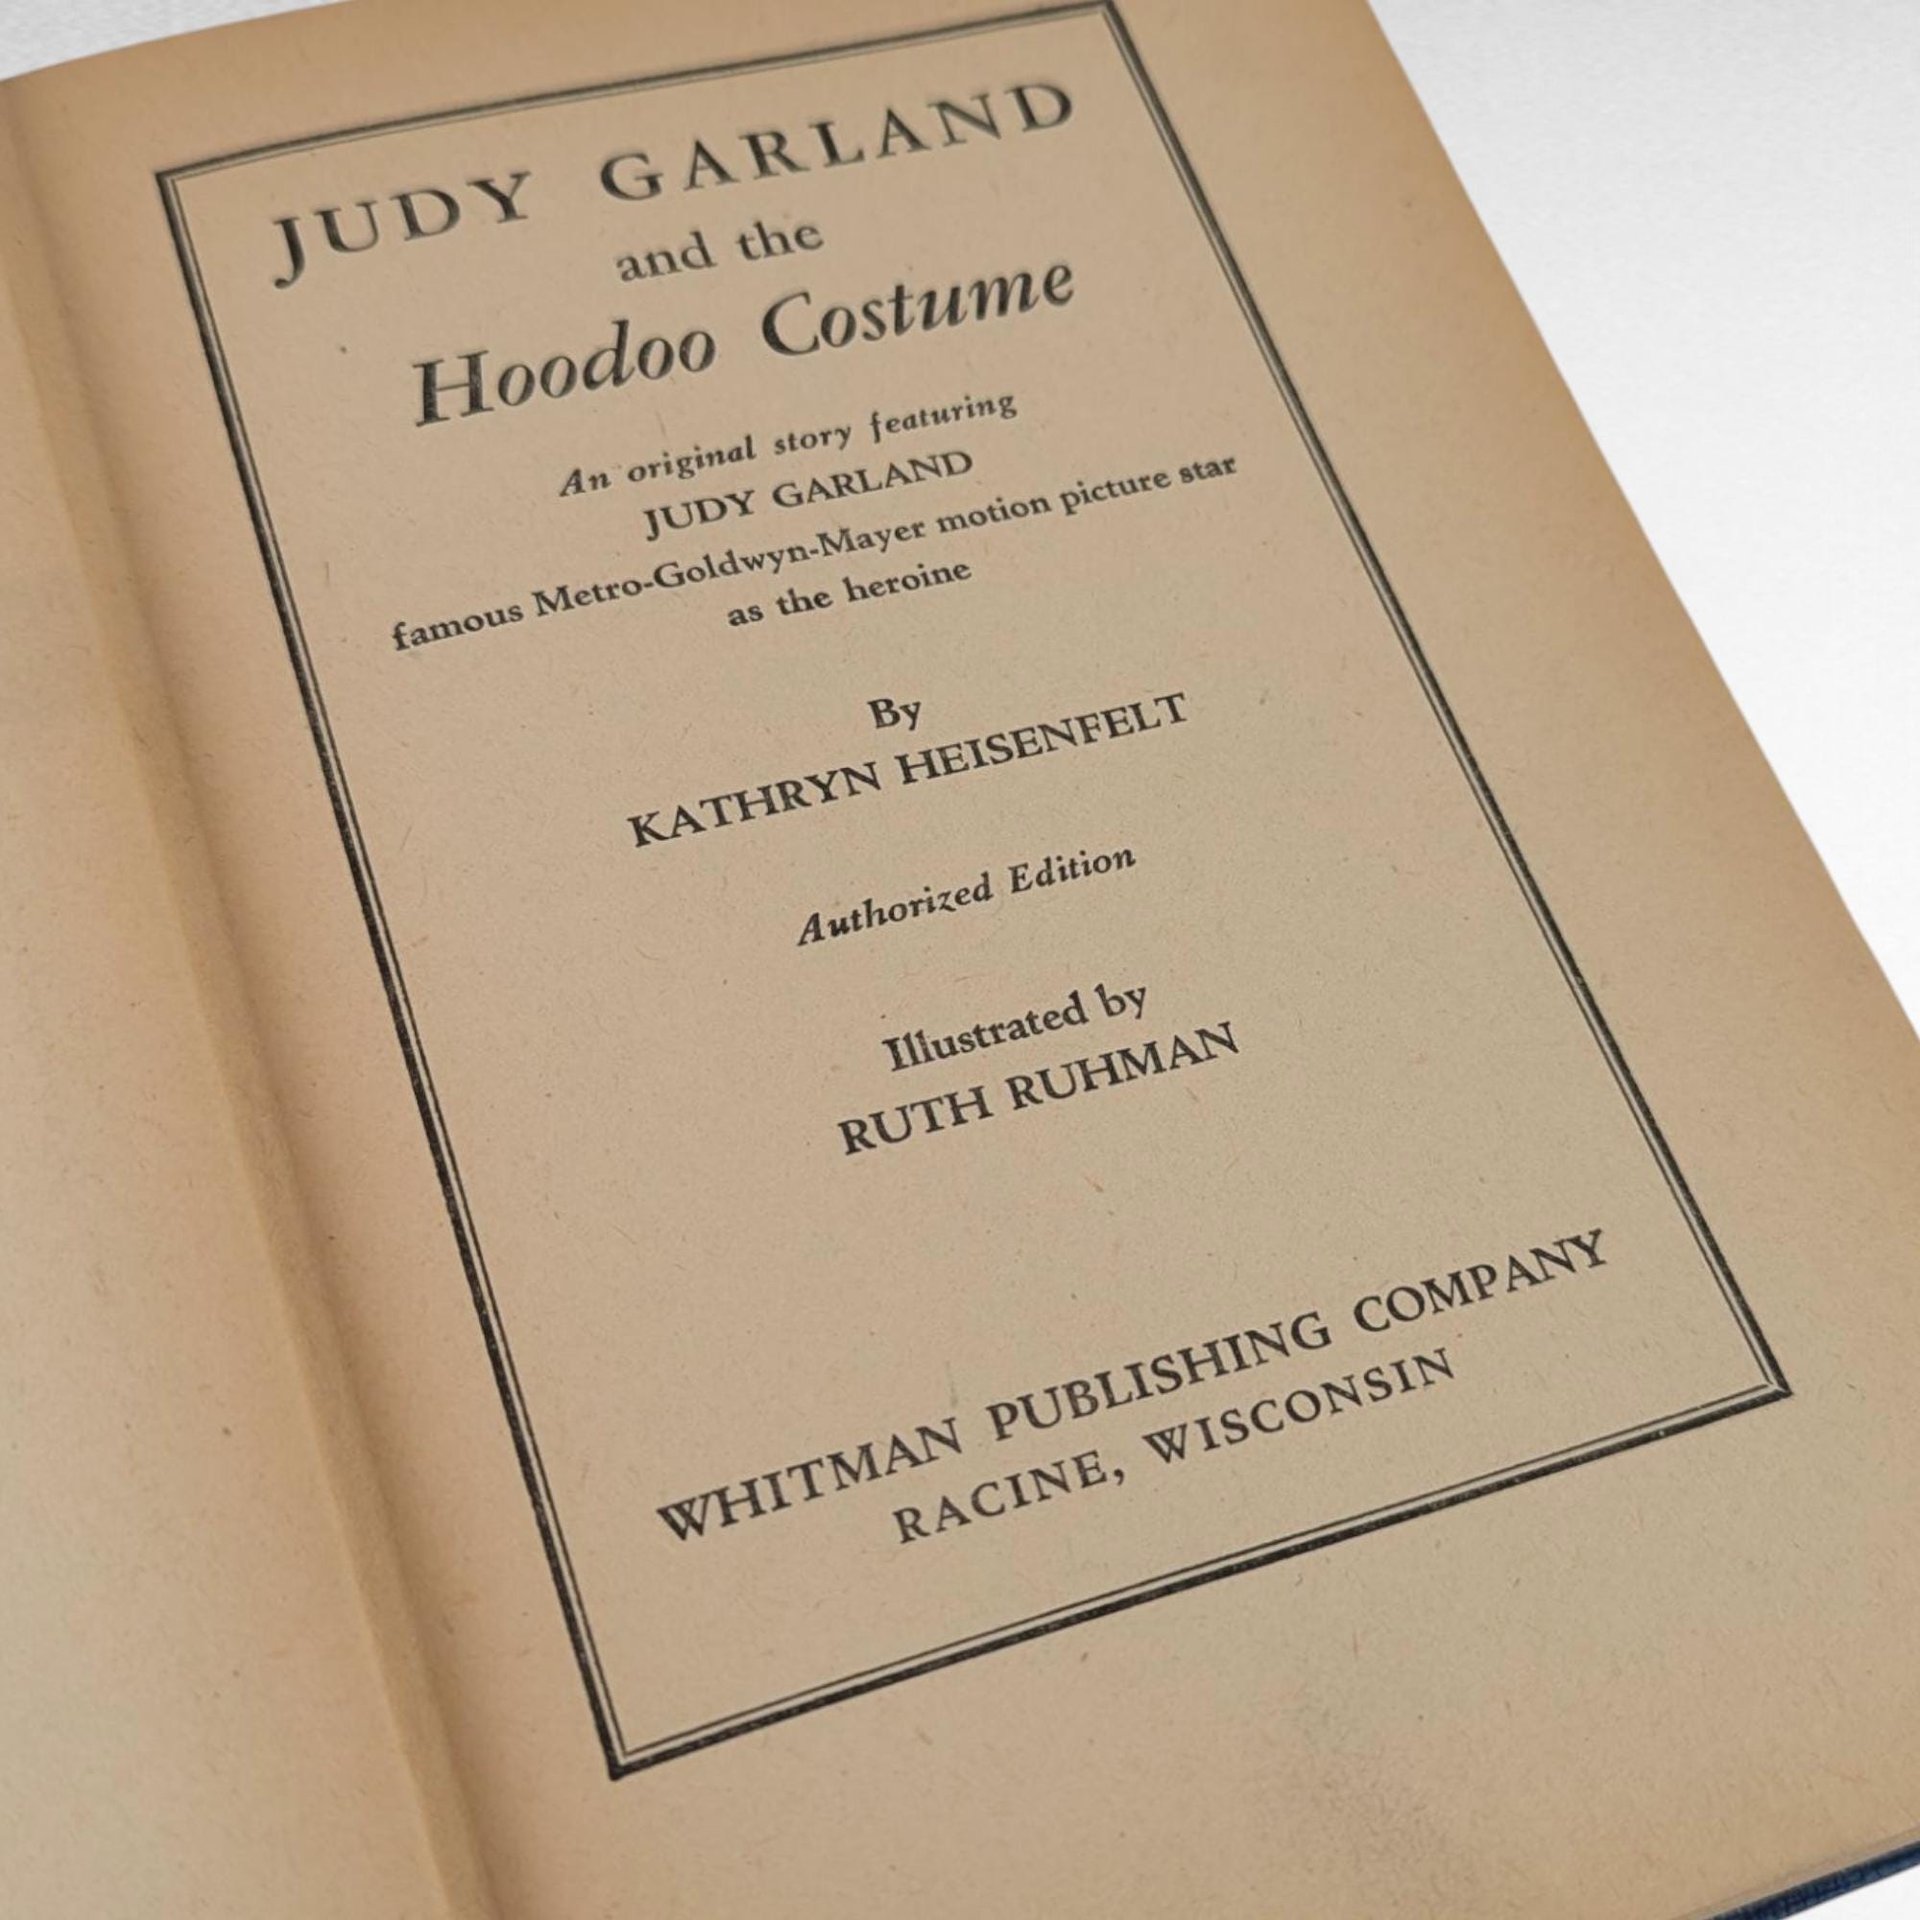 JUDY GARLAND
and the
Hoodoo Costume
An original story featuring
JUDY GARLAND
famous Metro-Goldwyn-Mayer motion picture star
as the heroine
By
KATHRYN HEISENFELT
Authorized Edition
Illustrated by
RUTH RUHMAN
WHITMAN PUBLISHING COMPANY
RACINE, WISCONSIN